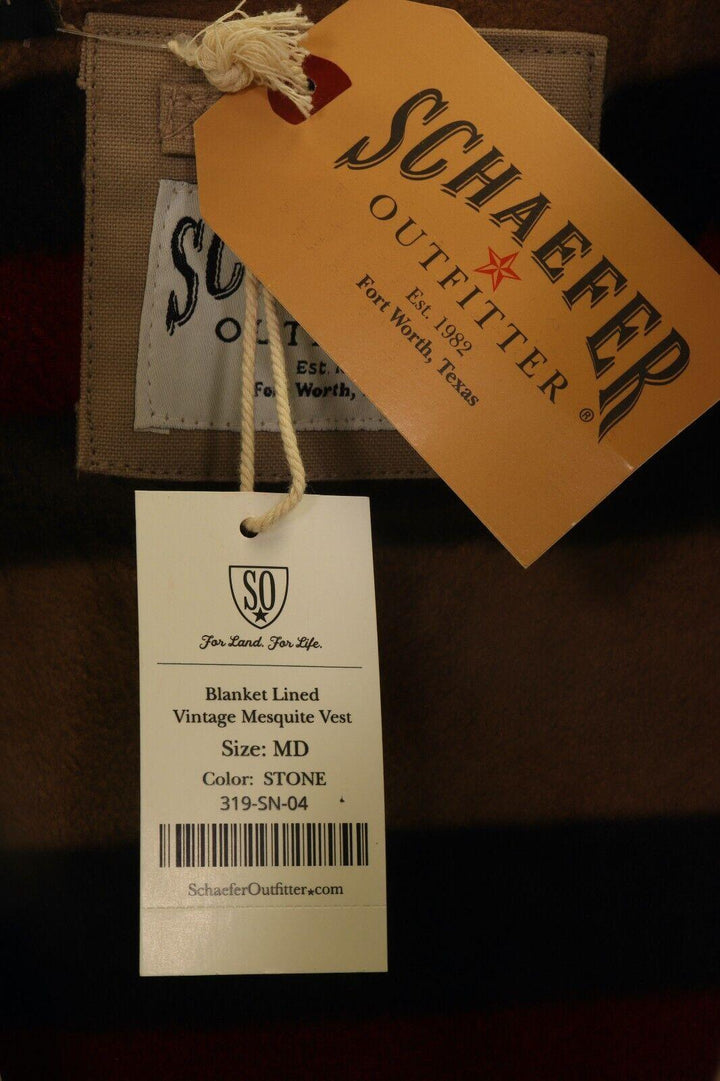 SCHAEFER
OUTFITTER ®
Est. 1982
Fort Worth, Texas
SC
OUT
Est. 
Fort Worth,
SO
For Land. For Life.
Blanket Lined
Vintage Mesquite Vest
Size: MD
Color: STONE
319-SN-04
SchaeferOutfitter★com